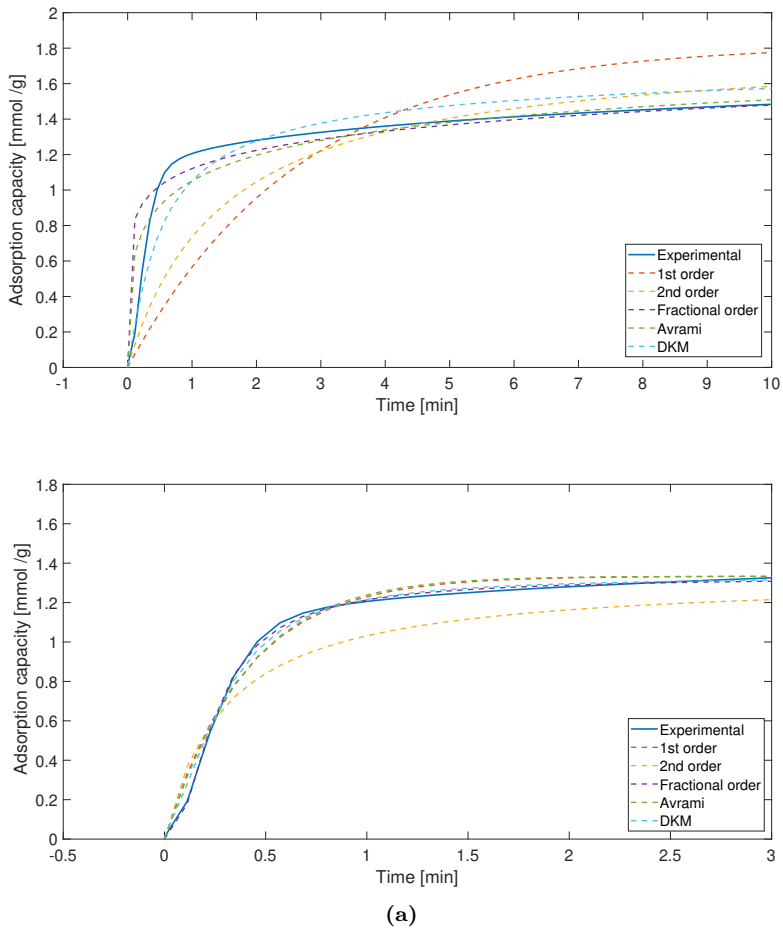 2
1.8
1.6
1.4
1.2
1
0.8
0.6
0.4
0.2
0
Adsorption capacity [mmol /g]
Experimental
1st order
2nd order
Fractional order
Avrami
DKM
-1 0 1 2 3 4 5 6 7 8 9 10
Time [min]
1.8
1.6
1.4
1.2
1
0.8
0.6
0.4
0.2
0
Adsorption capacity [mmol /g]
Experimental
1st order
2nd order
Fractional order
Avrami
DKM
-0.5 0 0.5 1 1.5 2 2.5 3
Time [min]
(a)